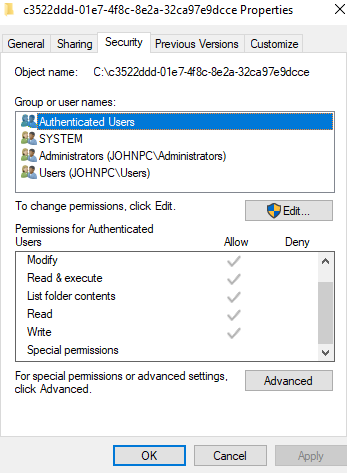 c3522ddd-01e7-4f8c-8e2a-32ca97e9dcce Properties
General Sharing Security Previous Versions Customize
Object name: C:\c3522ddd-01e7-4f8c-8e2a-32ca97e9dcce
Group or user names:
Authenticated Users
SYSTEM
Administrators (JOHNPC\Administrators)
Users (JOHNPC\Users)
To change permissions, click Edit.
Edit...
Permissions for Authenticated
Users Allow Deny
Modify
Read & execute
List folder contents
Read
Write
Special permissions
For special permissions or advanced settings,
click Advanced.
Advanced
OK Cancel Apply